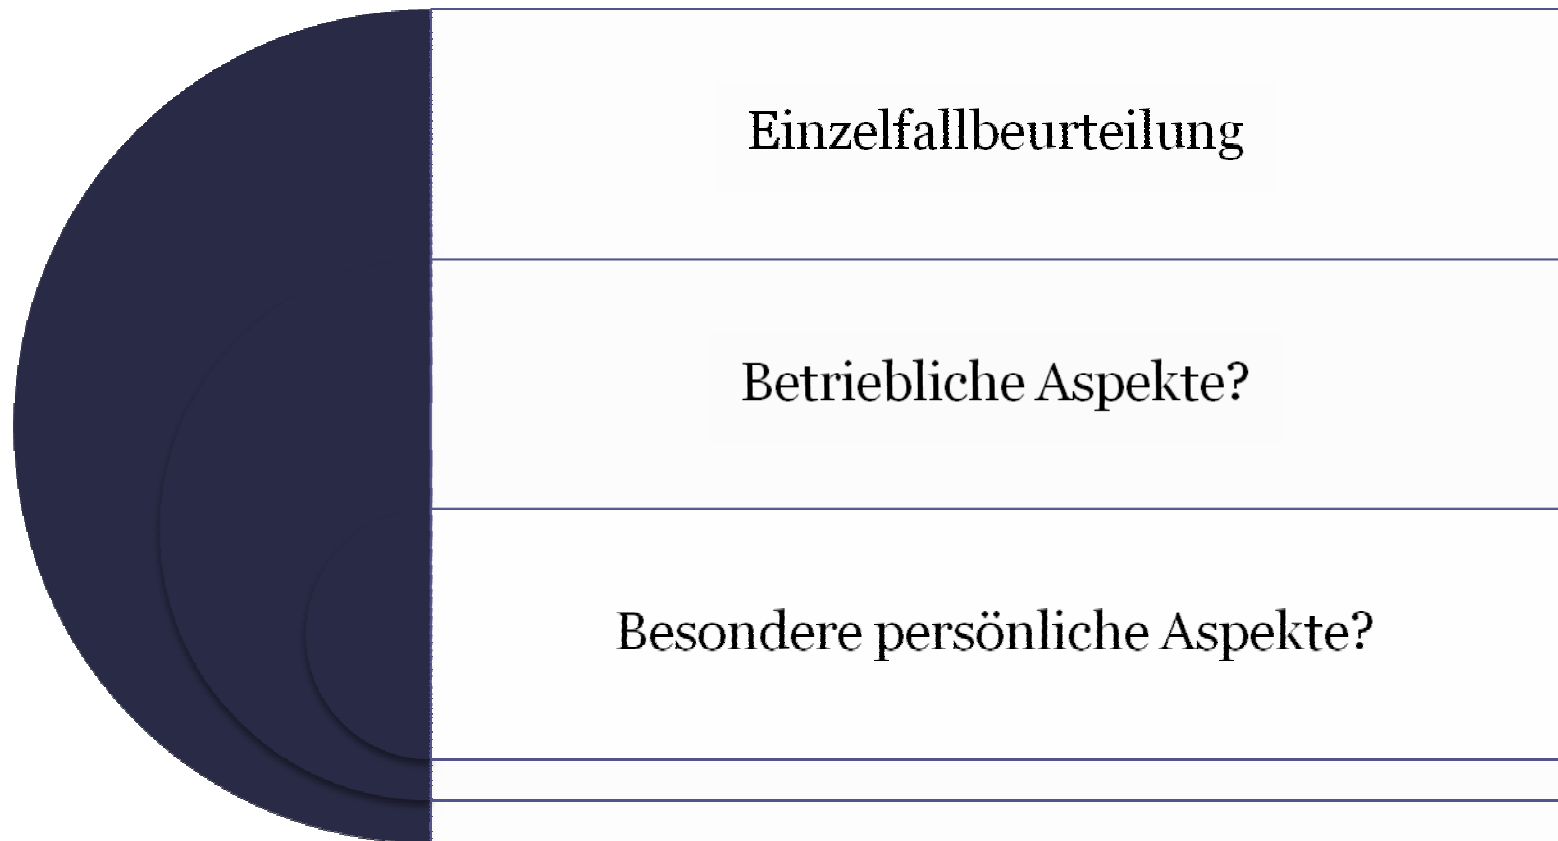 Einzelfallbeurteilung
Betriebliche Aspekte?
Besondere persönliche Aspekte?